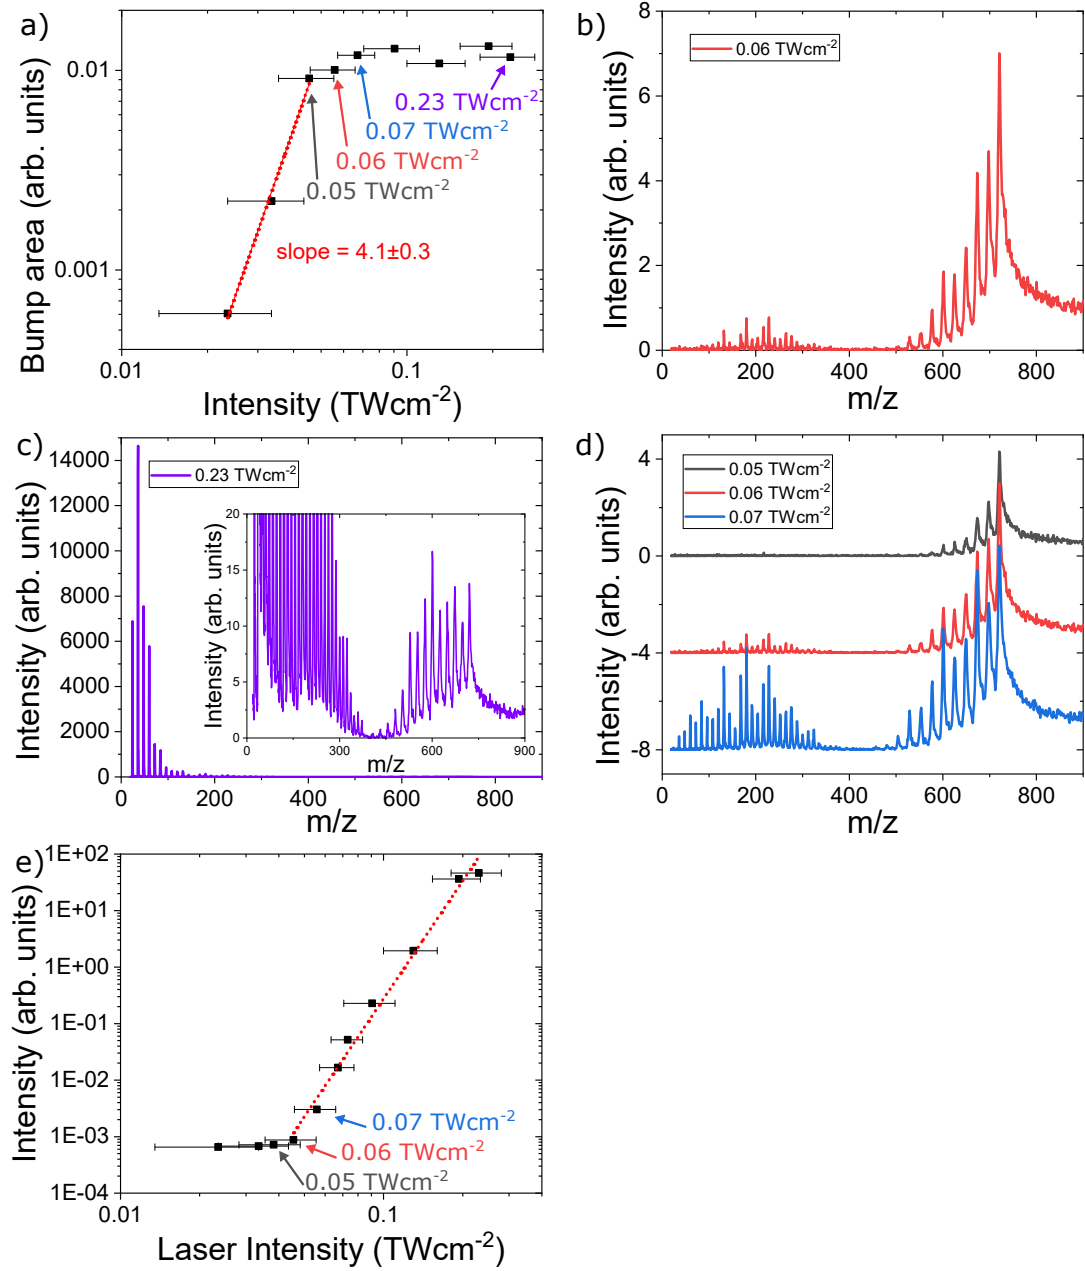 a)
Bump area (arb. units)
0.01
0.001
0.23 TWcm-2
0.07 TWcm-2
0.06 TWcm-2
0.05 TWcm-2
slope = 4.1±0.3
0.01
0.1
Intensity (TWcm-2)
b)
Intensity (arb. units)
0.06 TWcm-2
8
6
4
2
0
0
200
400
600
800
m/z
c)
Intensity (arb. units)
0.23 TWcm-2
14000
12000
10000
8000
6000
4000
2000
0
Intensity (arb. units)
20
15
10
5
0
300
600
900
m/z
0
200
400
600
800
m/z
d)
Intensity (arb. units)
0.05 TWcm-2
0.06 TWcm-2
0.07 TWcm-2
4
0
-4
-8
0
200
400
600
800
m/z
e)
Intensity (arb. units)
1E+02
1E+01
1E+00
1E-01
1E-02
1E-03
1E-04
0.07 TWcm-2
0.06 TWcm-2
0.05 TWcm-2
0.01
0.1
Laser Intensity (TWcm-2)